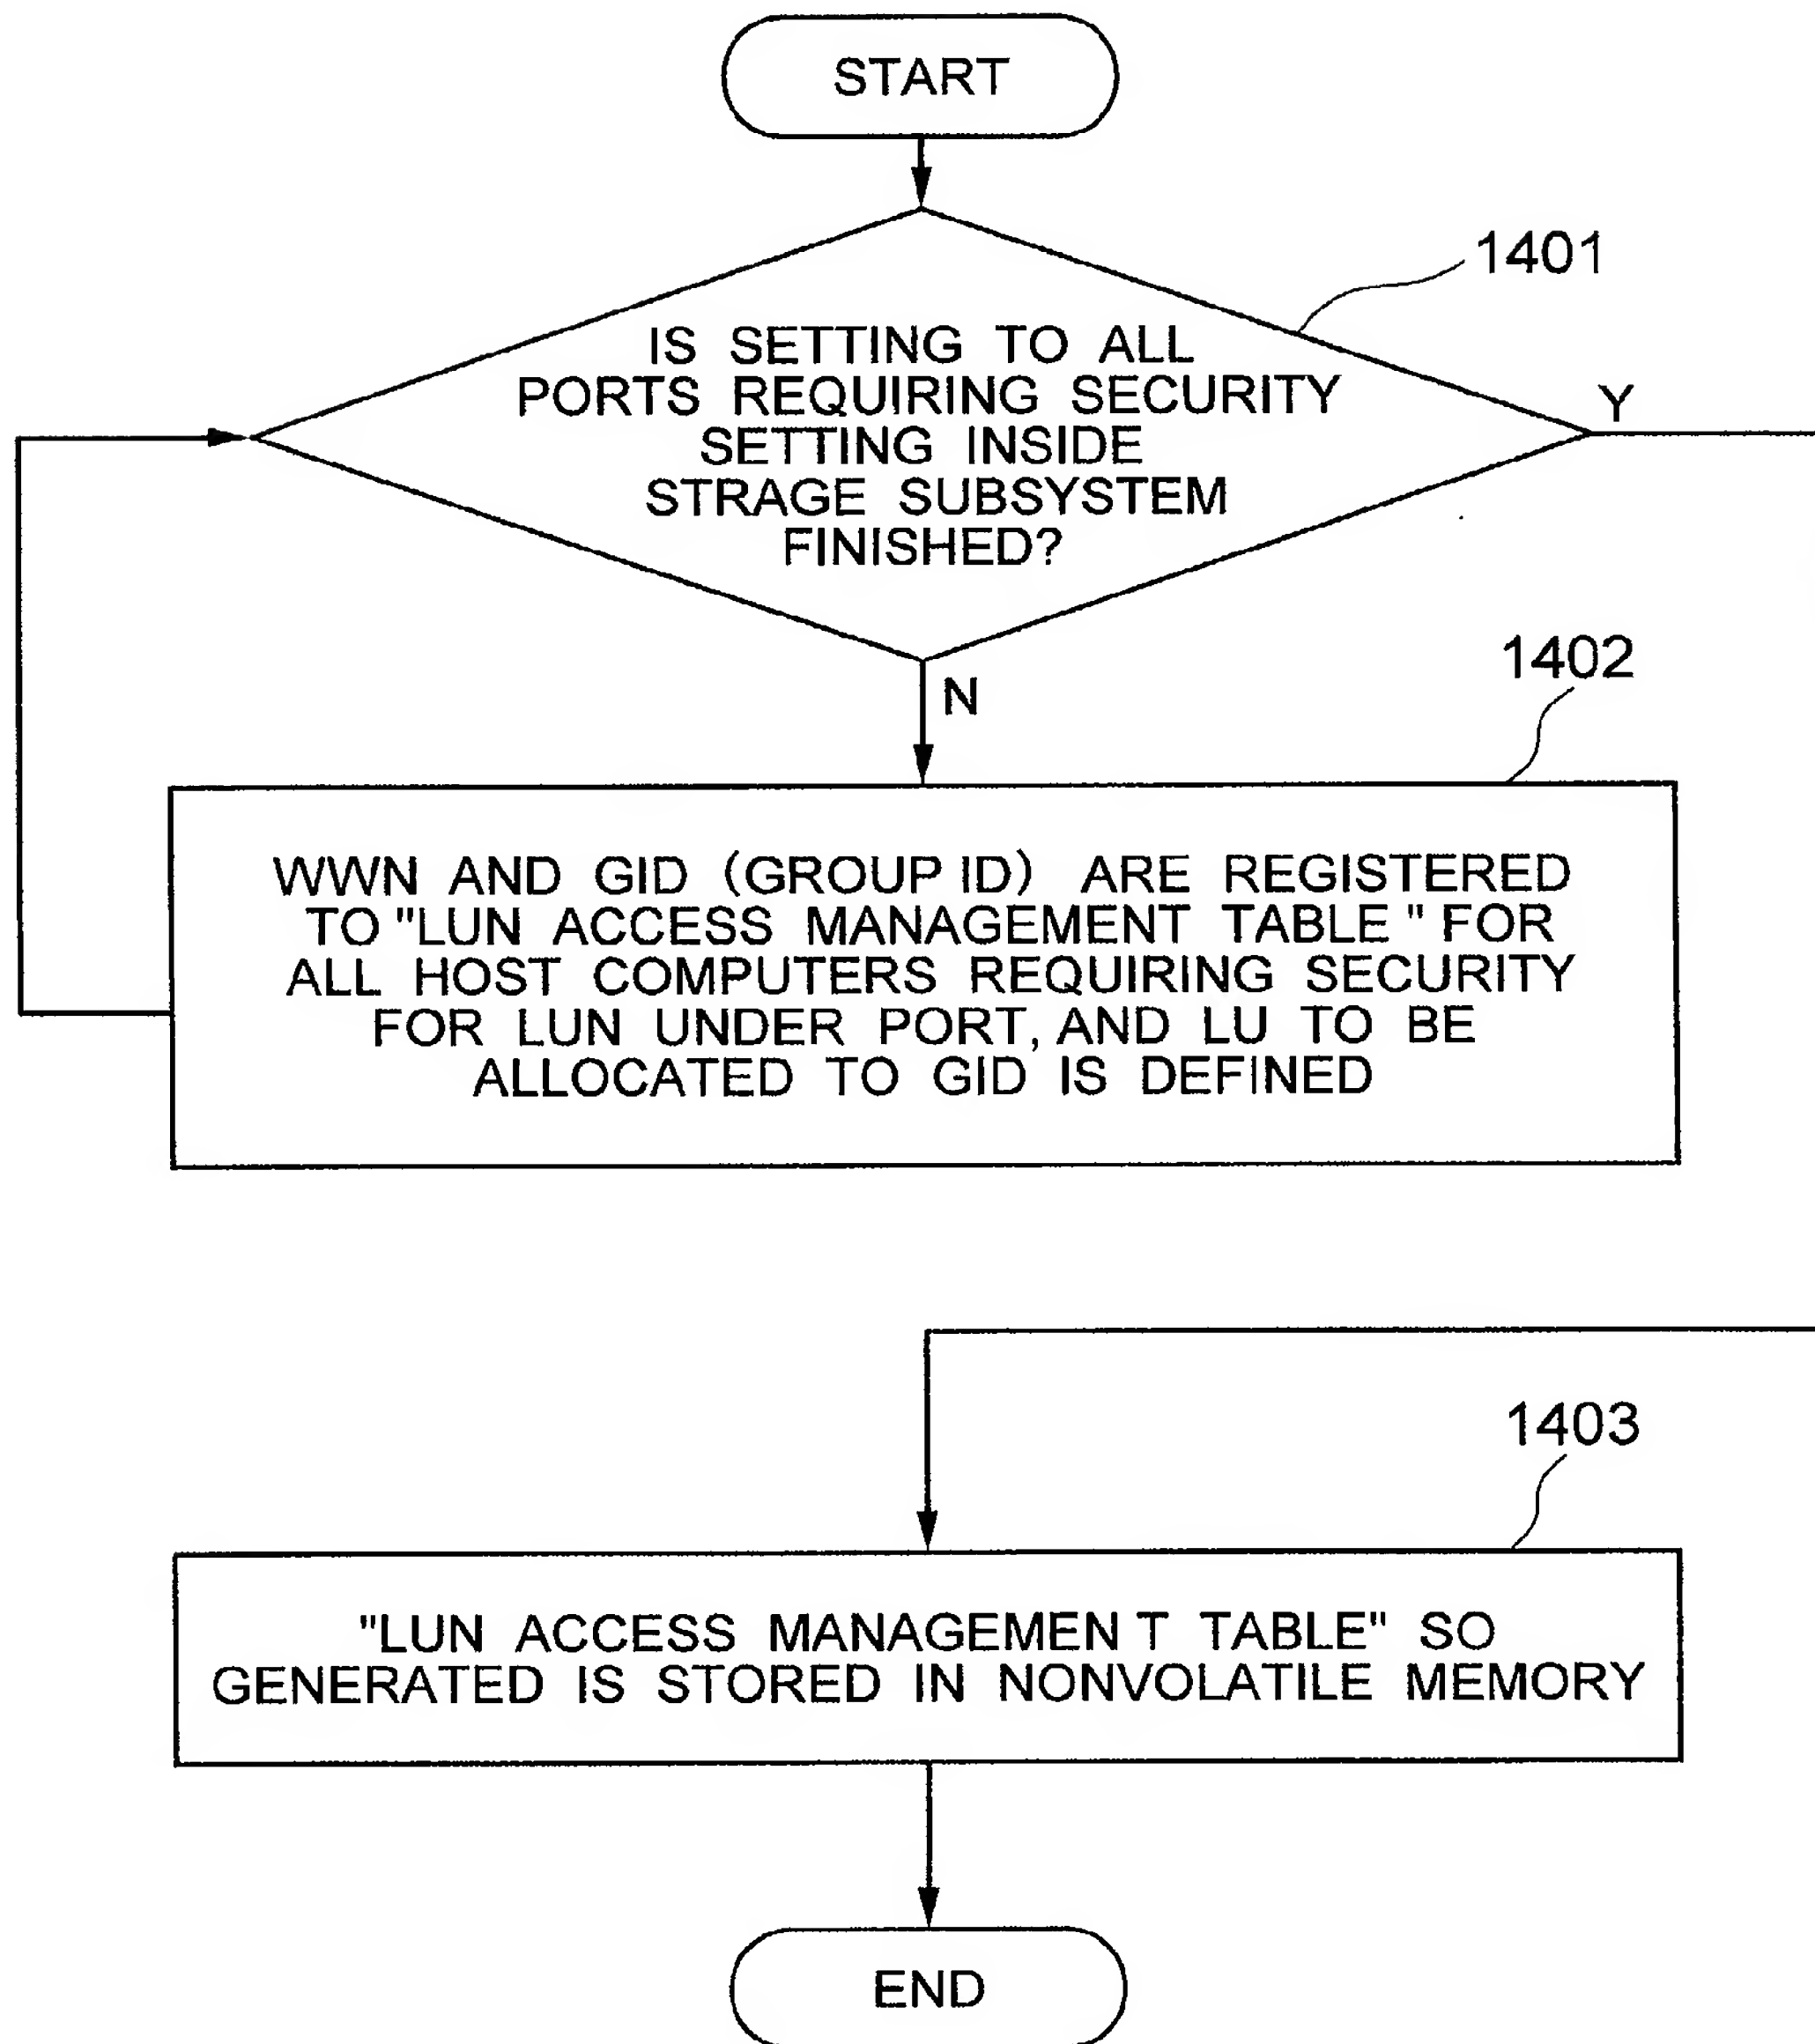 START
1401
IS SETTING TO ALL
PORTS REQUIRING SECURITY
SETTING INSIDE
STRAGE SUBSYSTEM
FINISHED?
Y
N
1402
WWN AND GID (GROUP ID) ARE REGISTERED
TO "LUN ACCESS MANAGEMENT TABLE" FOR
ALL HOST COMPUTERS REQUIRING SECURITY
FOR LUN UNDER PORT, AND LU TO BE
ALLOCATED TO GID IS DEFINED
1403
"LUN ACCESS MANAGEMENT TABLE" SO
GENERATED IS STORED IN NONVOLATILE MEMORY
END